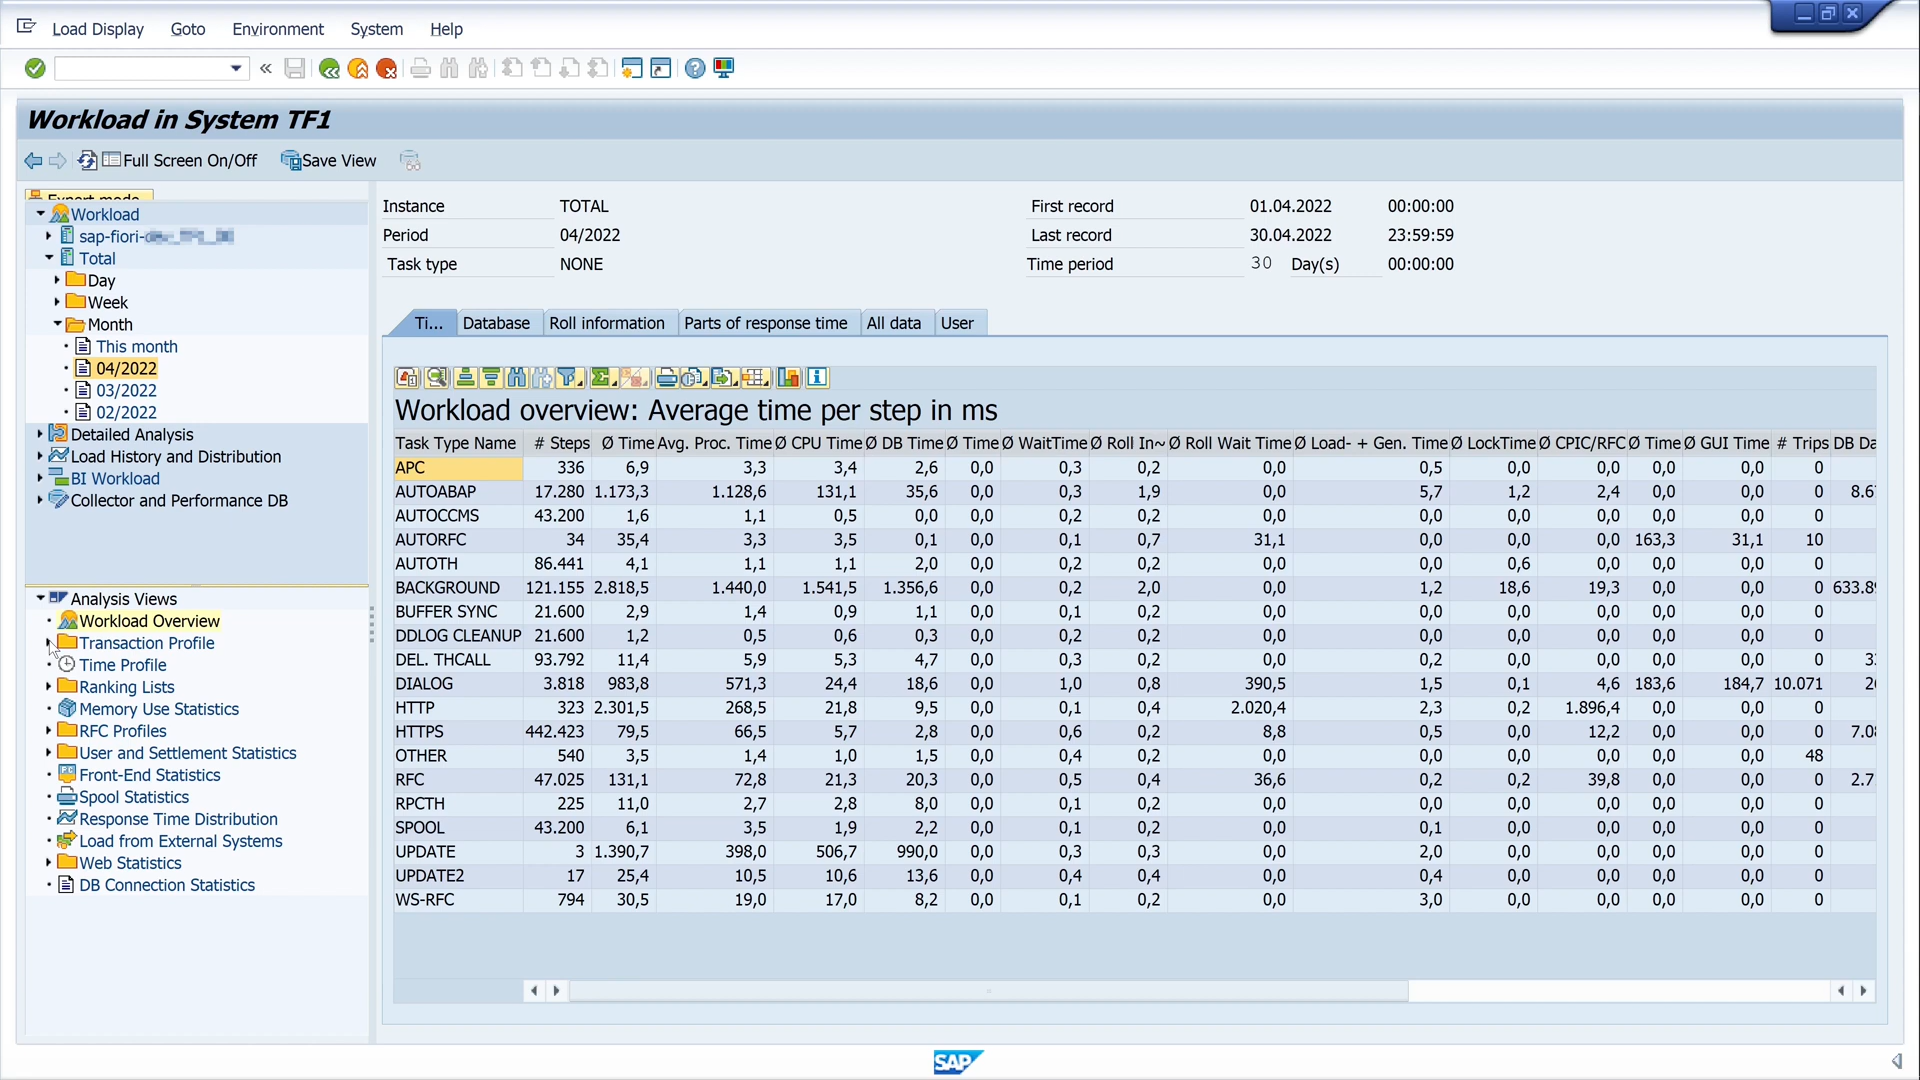 Load Display Goto Environment System Help
Workload in System TF1
Full Screen On/Off Save View
Expert mode
Workload
sap-fiori-
Total
Day
Week
Month
This month
04/2022
03/2022
02/2022
Detailed Analysis
Load History and Distribution
BI Workload
Collector and Performance DB
Analysis Views
Workload Overview
Transaction Profile
Time Profile
Ranking Lists
Memory Use Statistics
RFC Profiles
User and Settlement Statistics
Front-End Statistics
Spool Statistics
Response Time Distribution
Load from External Systems
Web Statistics
DB Connection Statistics
Instance TOTAL First record 01.04.2022 00:00:00
Period 04/2022 Last record 30.04.2022 23:59:59
Task type NONE Time period 30 Day(s) 00:00:00
Ti... Database Roll information Parts of response time All data User
Workload overview: Average time per step in ms
Task Type Name # Steps Ø Time Avg. Proc. Time Ø CPU Time Ø DB Time Ø Time Ø WaitTime Ø Roll In~ Ø Roll Wait Time Ø Load- + Gen. Time Ø LockTime Ø CPIC/RFC Ø Time Ø GUI Time # Trips DB Da
APC 336 6,9 3,3 3,4 2,6 0,0 0,3 0,2 0,0 0,5 0,0 0,0 0,0 0,0 0
AUTOABAP 17.280 1.173,3 1.128,6 131,1 35,6 0,0 0,3 1,9 0,0 5,7 1,2 2,4 0,0 0,0 0 8.67
AUTOCCMS 43.200 1,6 1,1 0,5 0,0 0,0 0,2 0,2 0,0 0,0 0,0 0,0 0,0 0,0 0
AUTORFC 34 35,4 3,3 3,5 0,1 0,0 0,1 0,7 31,1 0,0 0,0 0,0 163,3 31,1 10
AUTOTH 86.441 4,1 1,1 1,1 2,0 0,0 0,2 0,2 0,0 0,0 0,6 0,0 0,0 0,0 0
BACKGROUND 121.155 2.818,5 1.440,0 1.541,5 1.356,6 0,0 0,2 2,0 0,0 1,2 18,6 19,3 0,0 0,0 0 633.89
BUFFER SYNC 21.600 2,9 1,4 0,9 1,1 0,0 0,1 0,2 0,0 0,0 0,0 0,0 0,0 0,0 0
DDLOG CLEANUP 21.600 1,2 0,5 0,6 0,3 0,0 0,2 0,2 0,0 0,0 0,0 0,0 0,0 0,0 0
DEL. THCALL 93.792 11,4 5,9 5,3 4,7 0,0 0,3 0,2 0,0 0,2 0,0 0,0 0,0 0,0 0
DIALOG 3.818 983,8 571,3 24,4 18,6 0,0 1,0 0,8 390,5 1,5 0,1 4,6 183,6 184,7 10.071
HTTP 323 2.301,5 268,5 21,8 9,5 0,0 0,1 0,4 2.020,4 2,3 0,2 1.896,4 0,0 0,0 0
HTTPS 442.423 79,5 66,5 5,7 2,8 0,0 0,6 0,2 8,8 0,5 0,0 12,2 0,0 0,0 0 7.08
OTHER 540 3,5 1,4 1,0 1,5 0,0 0,4 0,2 0,0 0,0 0,0 0,0 0,0 0,0 48
RFC 47.025 131,1 72,8 21,3 20,3 0,0 0,5 0,4 36,6 0,2 0,2 39,8 0,0 0,0 0 2.7
RPCTH 225 11,0 2,7 2,8 8,0 0,0 0,1 0,2 0,0 0,0 0,0 0,0 0,0 0,0 0
SPOOL 43.200 6,1 3,5 1,9 2,2 0,0 0,1 0,2 0,0 0,1 0,0 0,0 0,0 0,0 0
UPDATE 3 1.390,7 398,0 506,7 990,0 0,0 0,3 0,3 0,0 2,0 0,0 0,0 0,0 0,0 0
UPDATE2 17 25,4 10,5 10,6 13,6 0,0 0,4 0,4 0,0 0,4 0,0 0,0 0,0 0,0 0
WS-RFC 794 30,5 19,0 17,0 8,2 0,0 0,1 0,2 0,0 3,0 0,0 0,0 0,0 0,0 0
SAP